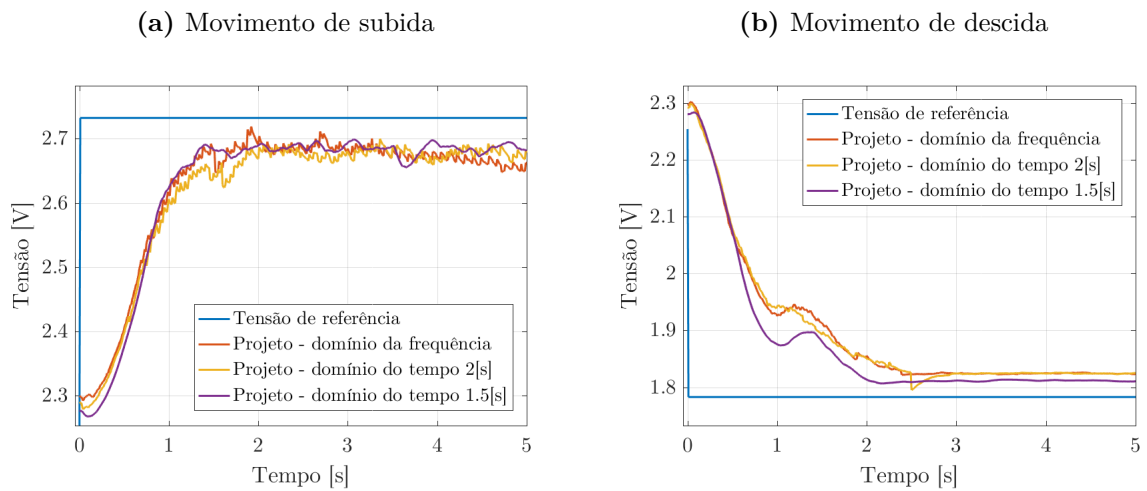 (a) Movimento de subida
2.7
2.6
2.5
2.4
2.3
Tensão [V]
Tensão de referência
Projeto - domínio da frequência
Projeto - domínio do tempo 2[s]
Projeto - domínio do tempo 1.5[s]
0 1 2 3 4 5
Tempo [s]
(b) Movimento de descida
2.3
2.2
2.1
2
1.9
1.8
Tensão [V]
Tensão de referência
Projeto - domínio da frequência
Projeto - domínio do tempo 2[s]
Projeto - domínio do tempo 1.5[s]
0 1 2 3 4 5
Tempo [s]